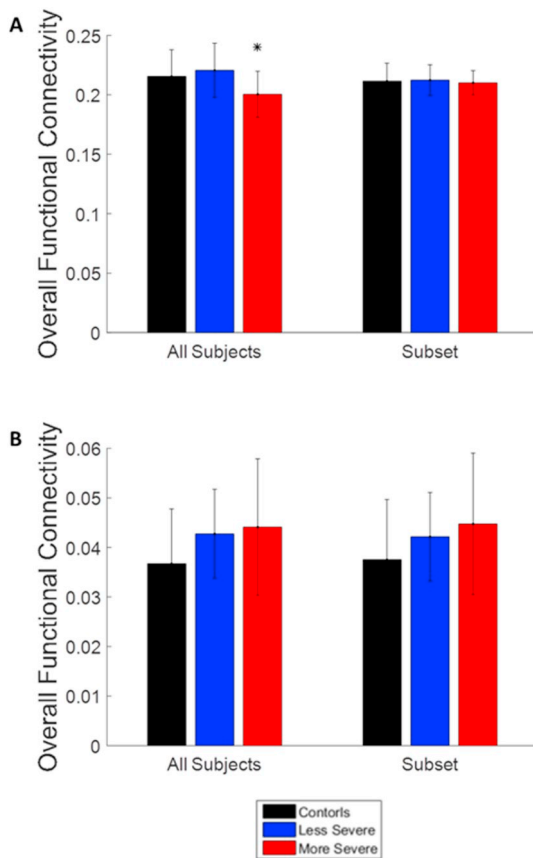 A
Overall Functional Connectivity
0.25
0.2
0.15
0.1
0.05
0
*
All Subjects
Subset
B
Overall Functional Connectivity
0.06
0.05
0.04
0.03
0.02
0.01
0
All Subjects
Subset
Contorls
Less Severe
More Severe